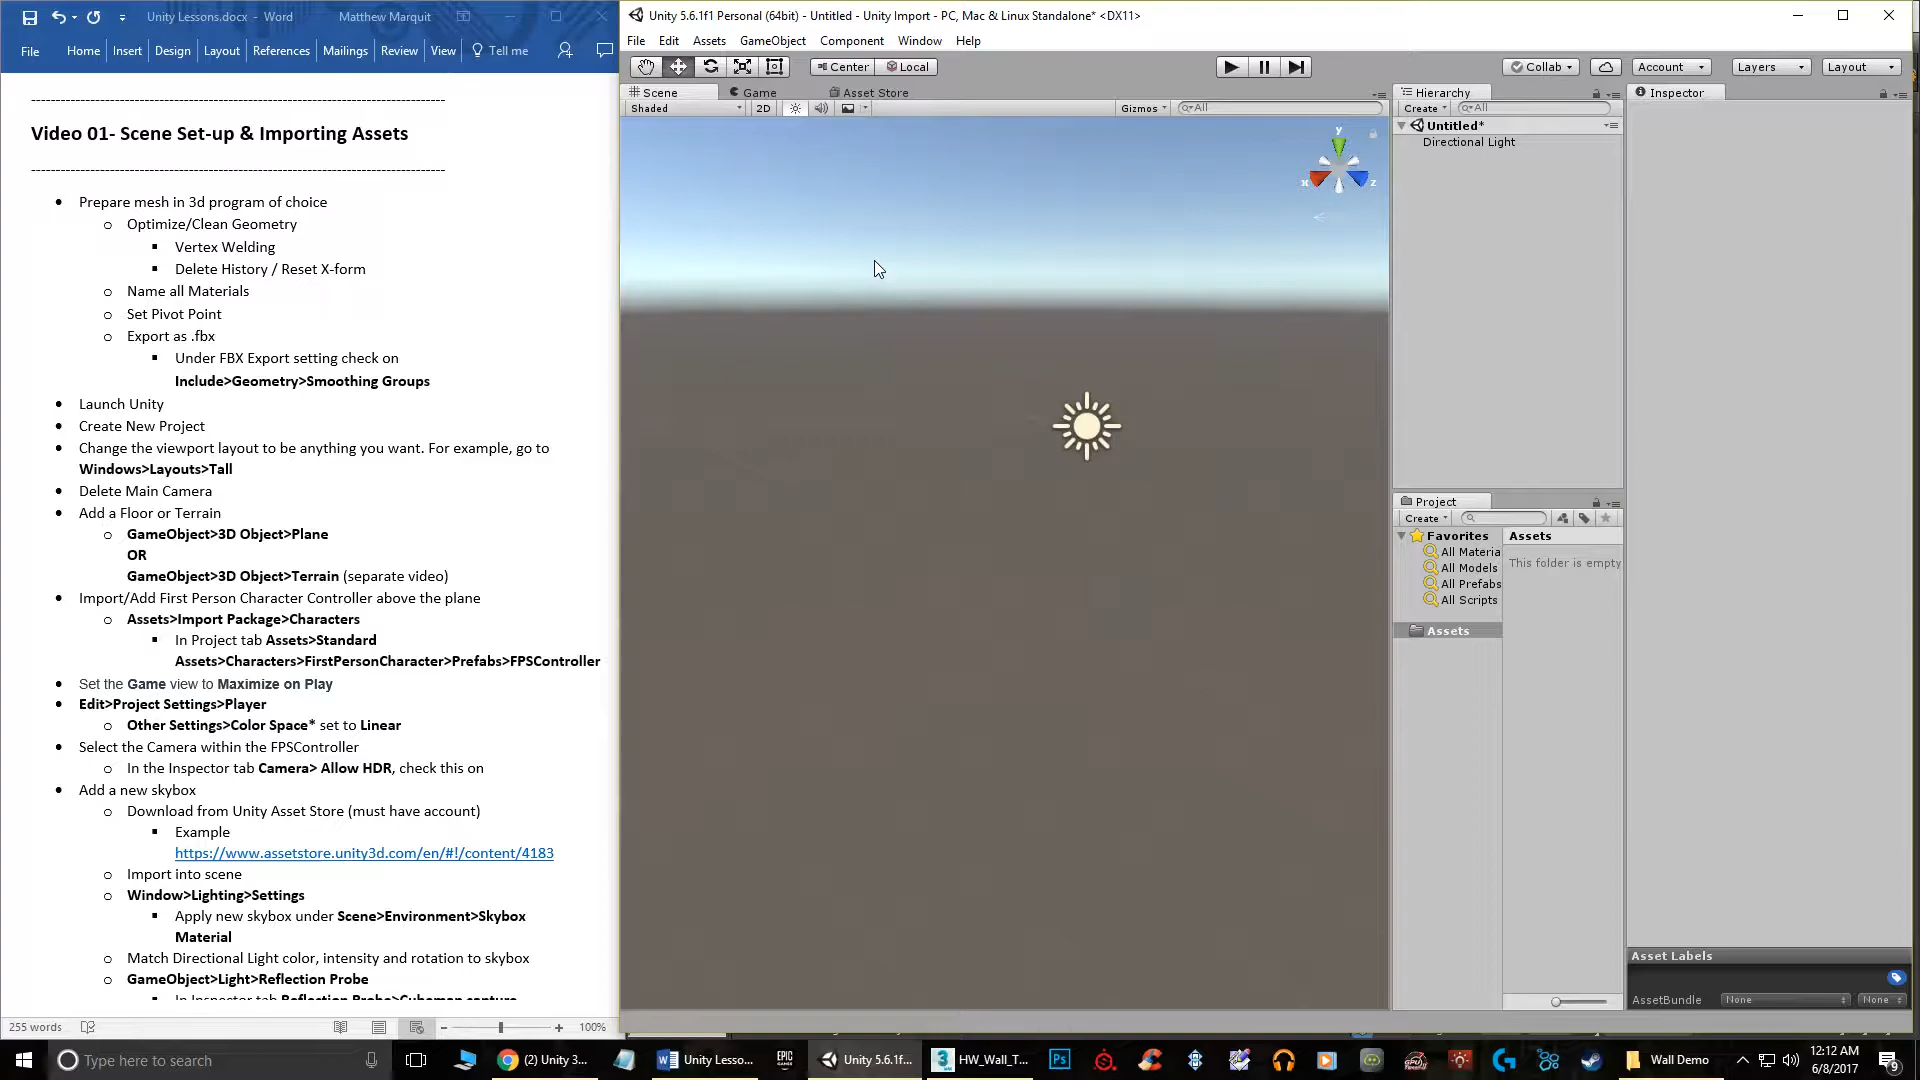 Unity Lessons.docx - Word
Matthew Marquit
File Home Insert Design Layout References Mailings Review View Tell me
--------------------------------------------------------------------------------------
Video 01- Scene Set-up & Importing Assets
--------------------------------------------------------------------------------------
• Prepare mesh in 3d program of choice
o Optimize/Clean Geometry
▪ Vertex Welding
▪ Delete History / Reset X-form
o Name all Materials
o Set Pivot Point
o Export as .fbx
▪ Under FBX Export setting check on
Include>Geometry>Smoothing Groups
• Launch Unity
• Create New Project
• Change the viewport layout to be anything you want. For example, go to
Windows>Layouts>Tall
• Delete Main Camera
• Add a Floor or Terrain
o GameObject>3D Object>Plane
OR
GameObject>3D Object>Terrain (separate video)
• Import/Add First Person Character Controller above the plane
o Assets>Import Package>Characters
▪ In Project tab Assets>Standard
Assets>Characters>FirstPersonCharacter>Prefabs>FPSController
• Set the Game view to Maximize on Play
• Edit>Project Settings>Player
o Other Settings>Color Space* set to Linear
• Select the Camera within the FPSController
o In the Inspector tab Camera> Allow HDR, check this on
• Add a new skybox
o Download from Unity Asset Store (must have account)
▪ Example
https://www.assetstore.unity3d.com/en/#!/content/4183
o Import into scene
o Window>Lighting>Settings
▪ Apply new skybox under Scene>Environment>Skybox
Material
o Match Directional Light color, intensity and rotation to skybox
o GameObject>Light>Reflection Probe
▪ In Inspector tab Reflection Probe>Cubemap capture
255 words
100%
Unity 5.6.1f1 Personal (64bit) - Untitled - Unity Import - PC, Mac & Linux Standalone* <DX11>
File Edit Assets GameObject Component Window Help
Center Local
Collab Account Layers Layout
Scene Game Asset Store
Shaded 2D Gizmos All
y
x z
Hierarchy
Create All
Untitled*
Directional Light
Project
Create
Favorites
All Materia
All Models
All Prefabs
All Scripts
Assets
Assets
This folder is empty
Inspector
Asset Labels
AssetBundle None None
Type here to search
(2) Unity 3...
Unity Lesso...
EPIC GAMES
Unity 5.6.1f...
HW_Wall_T...
Ps
Wall Demo
12:12 AM
6/8/2017
9